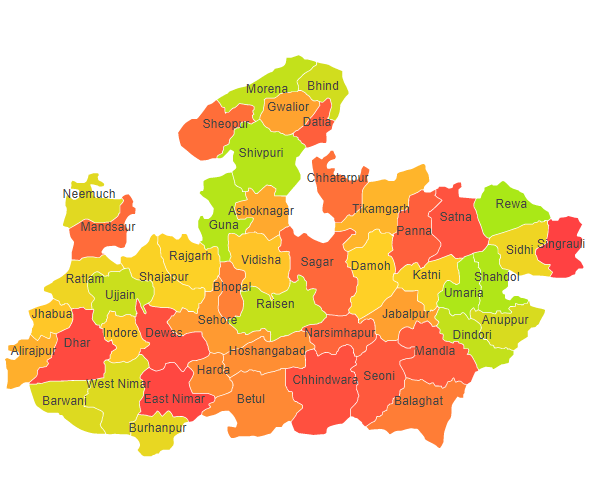 Morena
Bhind
Gwalior
Sheopur
Datia
Shivpuri
Chhatarpur
Neemuch
Rewa
Ashoknagar
Tikamgarh
Satna
Guna
Mandsaur
Panna
Singrauli
Sidhi
Rajgarh
Vidisha
Sagar
Damoh
Ratlam
Shajapur
Katni
Shahdol
Bhopal
Ujjain
Umaria
Raisen
Jhabua
Jabalpur
Sehore
Anuppur
Indore
Dewas
Narsimhapur
Dindori
Dhar
Alirajpur
Hoshangabad
Mandla
Harda
Seoni
West Nimar
Chhindwara
Barwani
East Nimar
Betul
Balaghat
Burhanpur